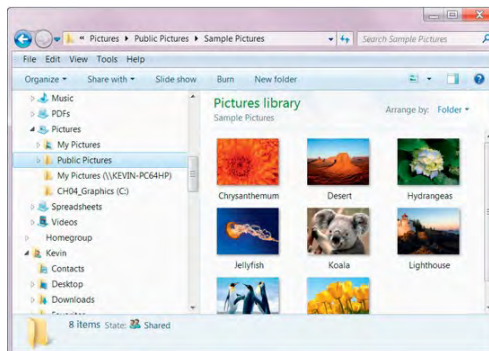 « Pictures ▸ Public Pictures ▸ Sample Pictures
Search Sample Pictures
File Edit View Tools Help
Organize ▾ Share with ▾ Slide show Burn New folder
Music
PDFs
Pictures
My Pictures
Public Pictures
My Pictures (\\KEVIN-PC64HP)
CH04_Graphics (C:)
Spreadsheets
Videos
Homegroup
Kevin
Contacts
Desktop
Downloads
Pictures library
Sample Pictures
Arrange by: Folder ▾
Chrysanthemum Desert Hydrangeas
Jellyfish Koala Lighthouse
8 items State: Shared